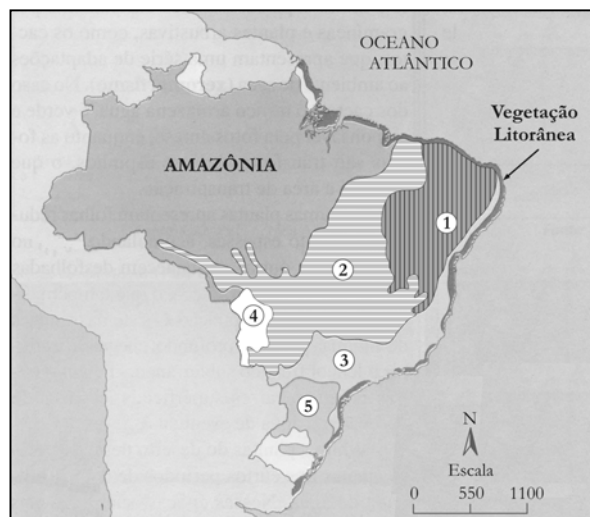 OCEANO
ATLÂNTICO
Vegetação
Litorânea
AMAZÔNIA
1
2
4
3
5
N
Escala
0 550 1100